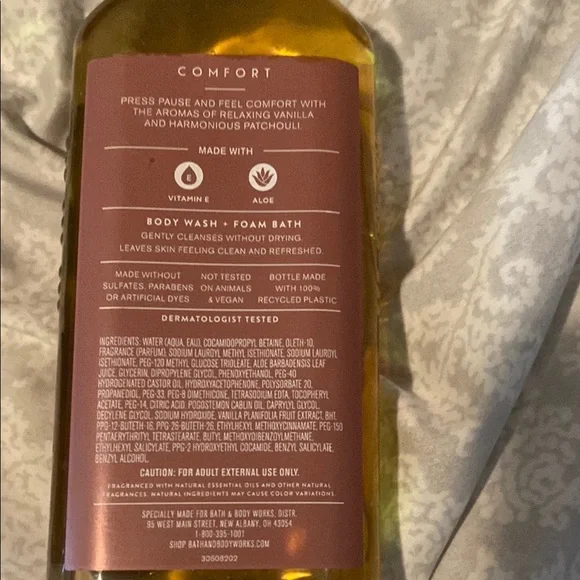 COMFORT
PRESS PAUSE AND FEEL COMFORT WITH
THE AROMAS OF RELAXING VANILLA
AND HARMONIOUS PATCHOULI.
MADE WITH
E
VITAMIN E
ALOE
BODY WASH + FOAM BATH
GENTLY CLEANSES WITHOUT DRYING.
LEAVES SKIN FEELING CLEAN AND REFRESHED.
MADE WITHOUT
SULFATES, PARABENS
OR ARTIFICIAL DYES
NOT TESTED
ON ANIMALS
& VEGAN
BOTTLE MADE
WITH 100%
RECYCLED PLASTIC
DERMATOLOGIST TESTED
INGREDIENTS: WATER (AQUA, EAU), COCAMIDOPROPYL BETAINE, OLETH-10,
FRAGRANCE (PARFUM), SODIUM LAUROYL METHYL ISETHIONATE, SODIUM LAUROYL
ISETHIONATE, PEG-120 METHYL GLUCOSE TRIOLEATE, ALOE BARBADENSIS LEAF
JUICE, GLYCERIN, DIPROPYLENE GLYCOL, PHENOXYETHANOL, PEG-40
HYDROGENATED CASTOR OIL, HYDROXYACETOPHENONE, POLYSORBATE 20,
PROPANEDIOL, PEG-33, PEG-8 DIMETHICONE, TETRASODIUM EDTA, TOCOPHERYL
ACETATE, PEG-14, CITRIC ACID, POGOSTEMON CABLIN OIL, CAPRYLYL GLYCOL,
DECYLENE GLYCOL, SODIUM HYDROXIDE, VANILLA PLANIFOLIA FRUIT EXTRACT, BHT,
PPG-12-BUTETH-16, PPG 26-BUTETH-26, ETHYLHEXYL METHOXYCINNAMATE, PEG-150
PENTAERYTHRITYL TETRASTEARATE, BUTYL METHOXYDIBENZOYLMETHANE,
ETHYLHEXYL SALICYLATE, PPG-2 HYDROXYETHYL COCAMIDE, BENZYL SALICYLATE,
BENZYL ALCOHOL.
CAUTION: FOR ADULT EXTERNAL USE ONLY.
FRAGRANCED WITH NATURAL ESSENTIAL OILS AND OTHER NATURAL
FRAGRANCES. NATURAL INGREDIENTS MAY CAUSE COLOR VARIATIONS.
SPECIALLY MADE FOR BATH & BODY WORKS, DISTR.
95 WEST MAIN STREET, NEW ALBANY, OH 43054
1-800-395-1001
SHOP BATHANDBODYWORKS.COM
33608202